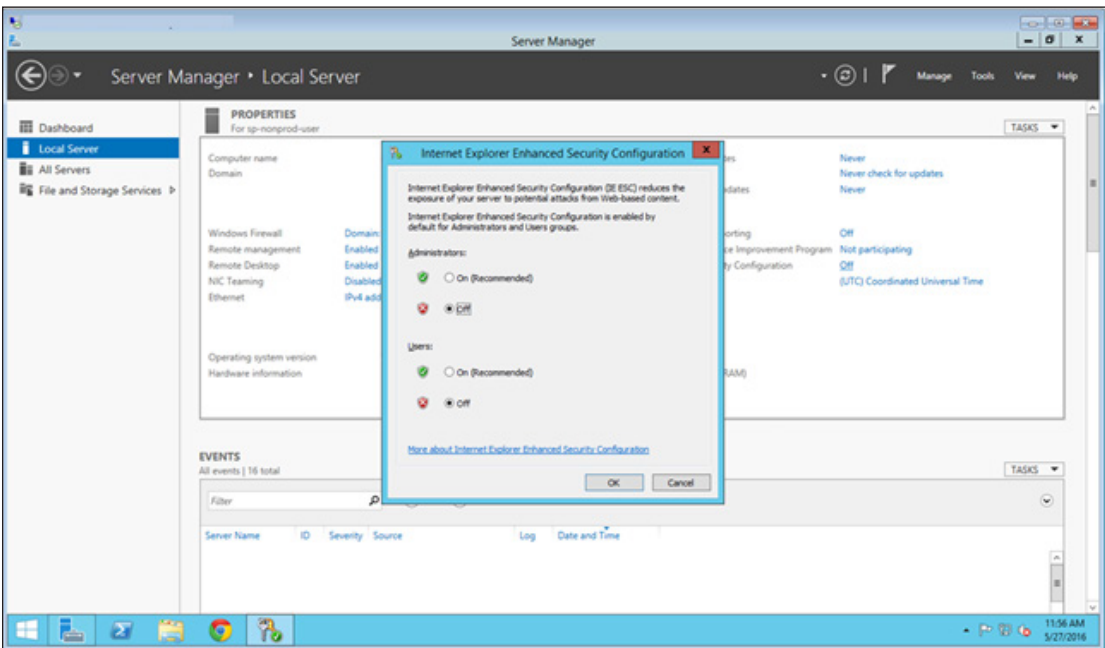 Server Manager
Server Manager • Local Server
Manage Tools View Help
Dashboard
Local Server
All Servers
File and Storage Services
PROPERTIES
For sp-nonprod-user
TASKS
Computer name
Domain
Windows Firewall Domain:
Remote management Enabled
Remote Desktop Enabled
NIC Teaming Disabled
Ethernet IPv4 add
Operating system version
Hardware information
Never
Never check for updates
dates Never
orting Off
ce Improvement Program Not participating
ty Configuration Off
(UTC) Coordinated Universal Time
RAM)
Internet Explorer Enhanced Security Configuration
Internet Explorer Enhanced Security Configuration (IE ESC) reduces the
exposure of your server to potential attacks from Web-based content.
Internet Explorer Enhanced Security Configuration is enabled by
default for Administrators and Users groups.
Administrators:
On (Recommended)
Off
Users:
On (Recommended)
Off
More about Internet Explorer Enhanced Security Configuration
OK Cancel
EVENTS
All events | 16 total
TASKS
Filter
Server Name ID Severity Source Log Date and Time
11:56 AM
5/27/2016